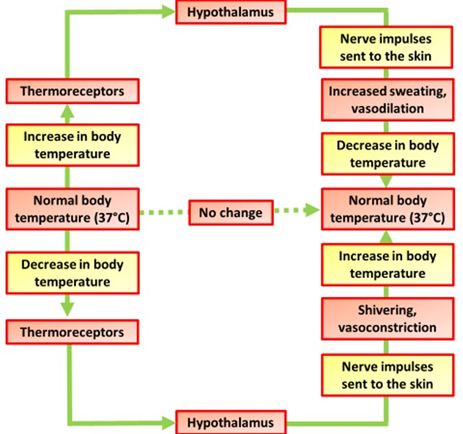 Hypothalamus
Nerve impulses
sent to the skin
Thermoreceptors
Increased sweating,
vasodilation
Increase in body
temperature
Decrease in body
temperature
Normal body
temperature (37°C)
No change
Normal body
temperature (37°C)
Decrease in body
temperature
Increase in body
temperature
Thermoreceptors
Shivering,
vasoconstriction
Nerve impulses
sent to the skin
Hypothalamus